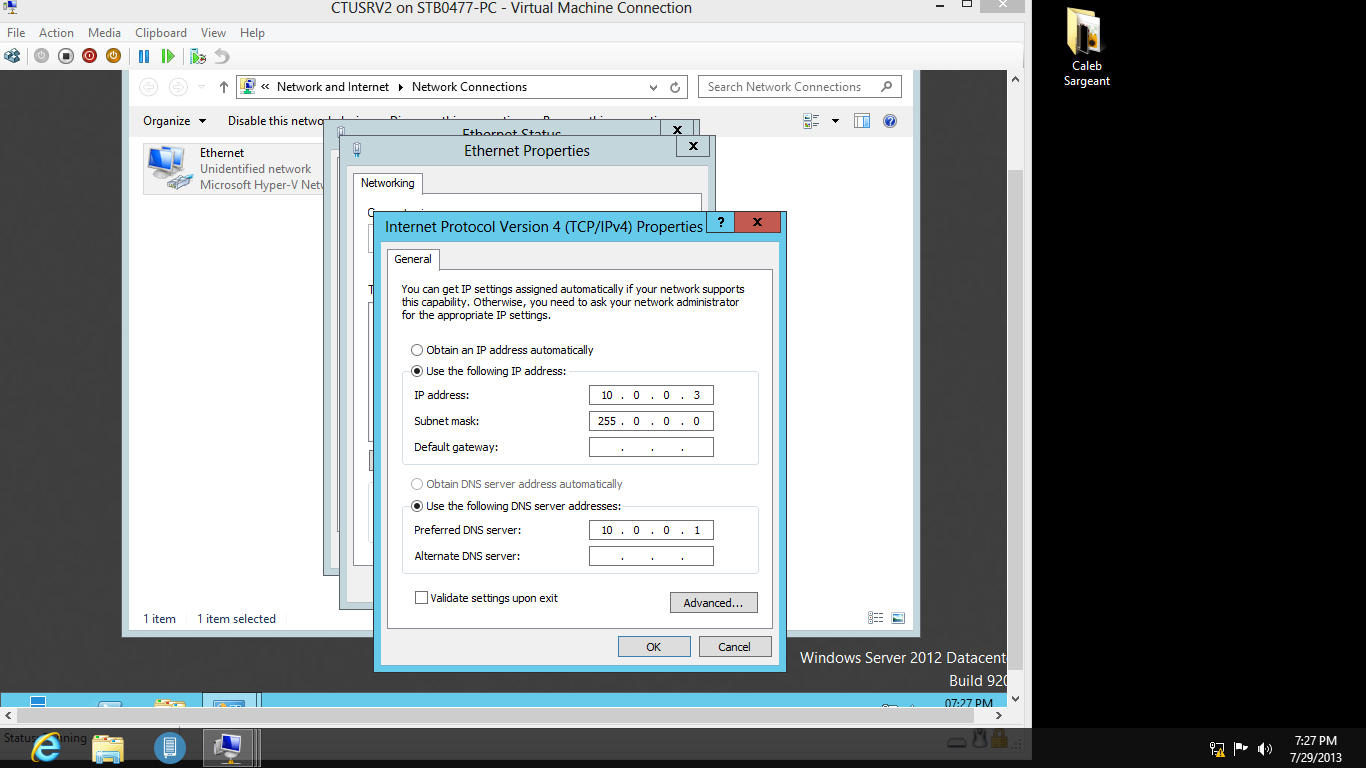 CTUSRV2 on STB0477-PC - Virtual Machine Connection
File Action Media Clipboard View Help
« Network and Internet Network Connections
Search Network Connections
Organize Disable this netwo
Ethernet Status
Ethernet Properties
Networking
Ethernet
Unidentified network
Microsoft Hyper-V Netw
Internet Protocol Version 4 (TCP/IPv4) Properties
General
You can get IP settings assigned automatically if your network supports
this capability. Otherwise, you need to ask your network administrator
for the appropriate IP settings.
Obtain an IP address automatically
Use the following IP address:
IP address: 10 . 0 . 0 . 3
Subnet mask: 255 . 0 . 0 . 0
Default gateway: . . .
Obtain DNS server address automatically
Use the following DNS server addresses:
Preferred DNS server: 10 . 0 . 0 . 1
Alternate DNS server: . . .
Validate settings upon exit
Advanced...
OK Cancel
1 item 1 item selected
Windows Server 2012 Datacent
Build 920
07:27 PM
Caleb
Sargeant
7:27 PM
7/29/2013